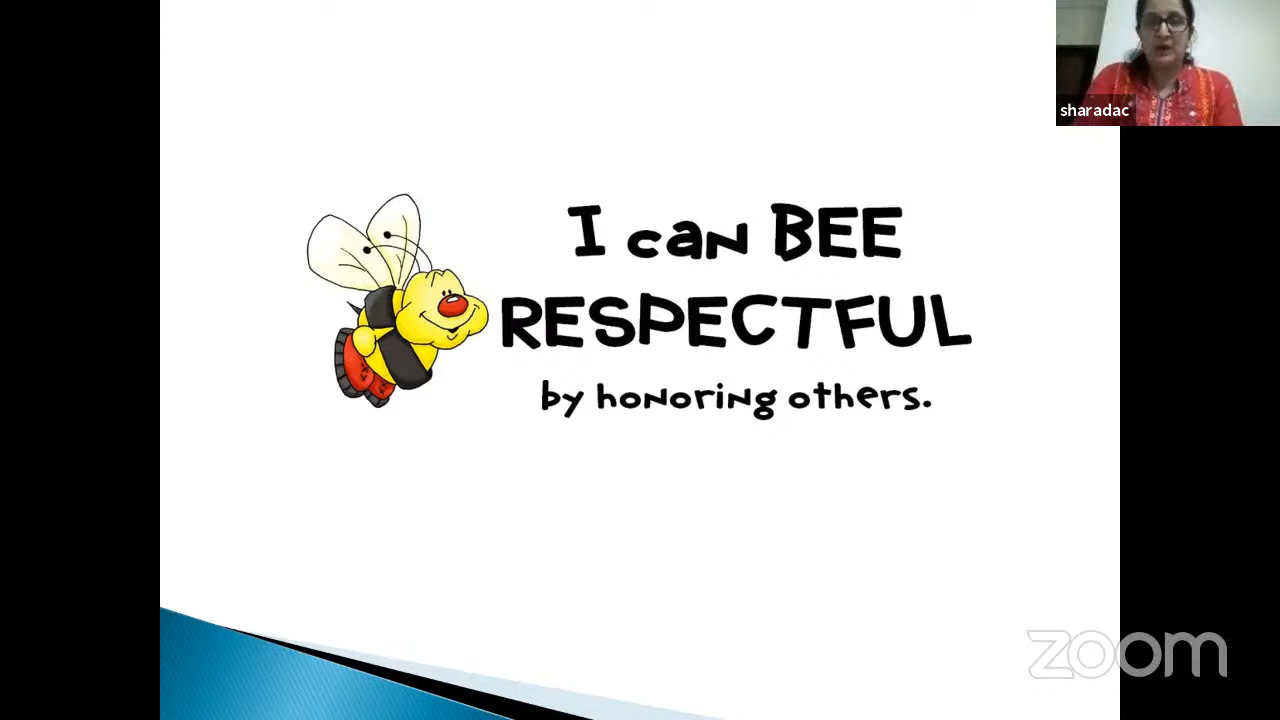 sharadac
I can BEE
RESPECTFUL
by honoring others.
zoom